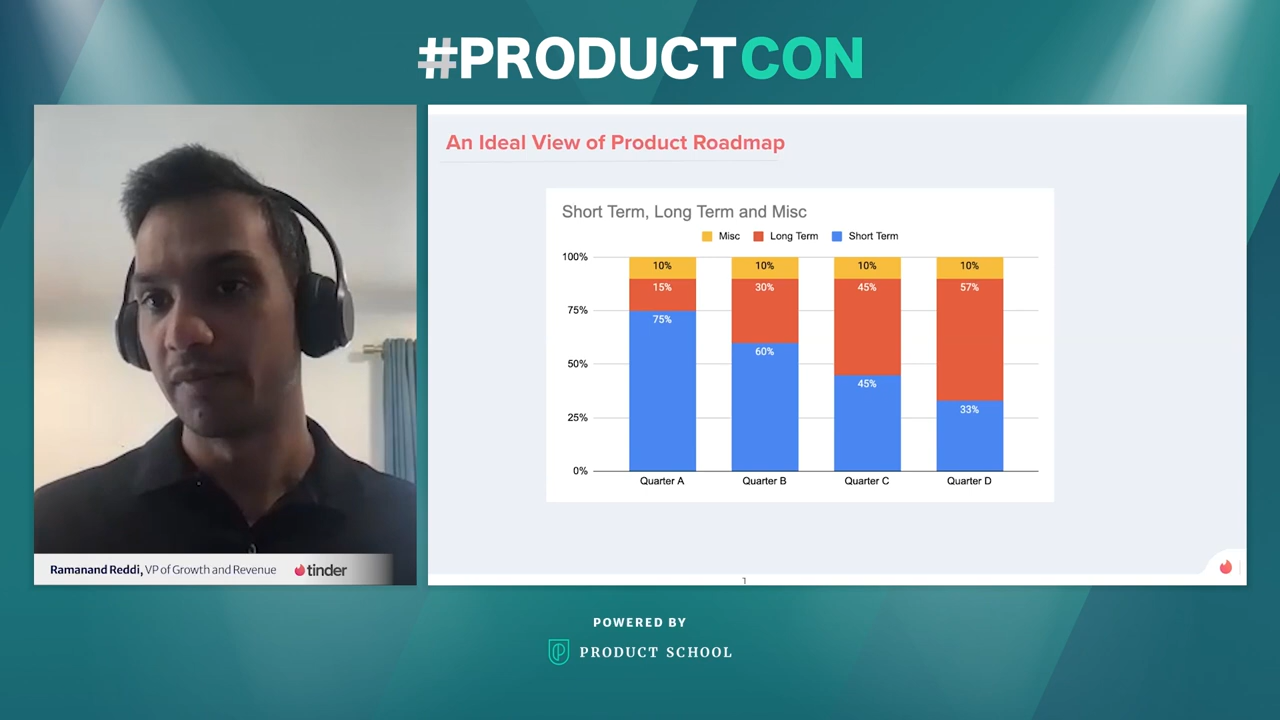 #PRODUCTCON
An Ideal View of Product Roadmap
Short Term, Long Term and Misc
Misc Long Term Short Term
100%
75%
50%
25%
0%
10% 10% 10% 10%
15% 30% 45% 57%
75% 60% 45% 33%
Quarter A Quarter B Quarter C Quarter D
1
Ramanand Reddi, VP of Growth and Revenue tinder
POWERED BY
PRODUCT SCHOOL